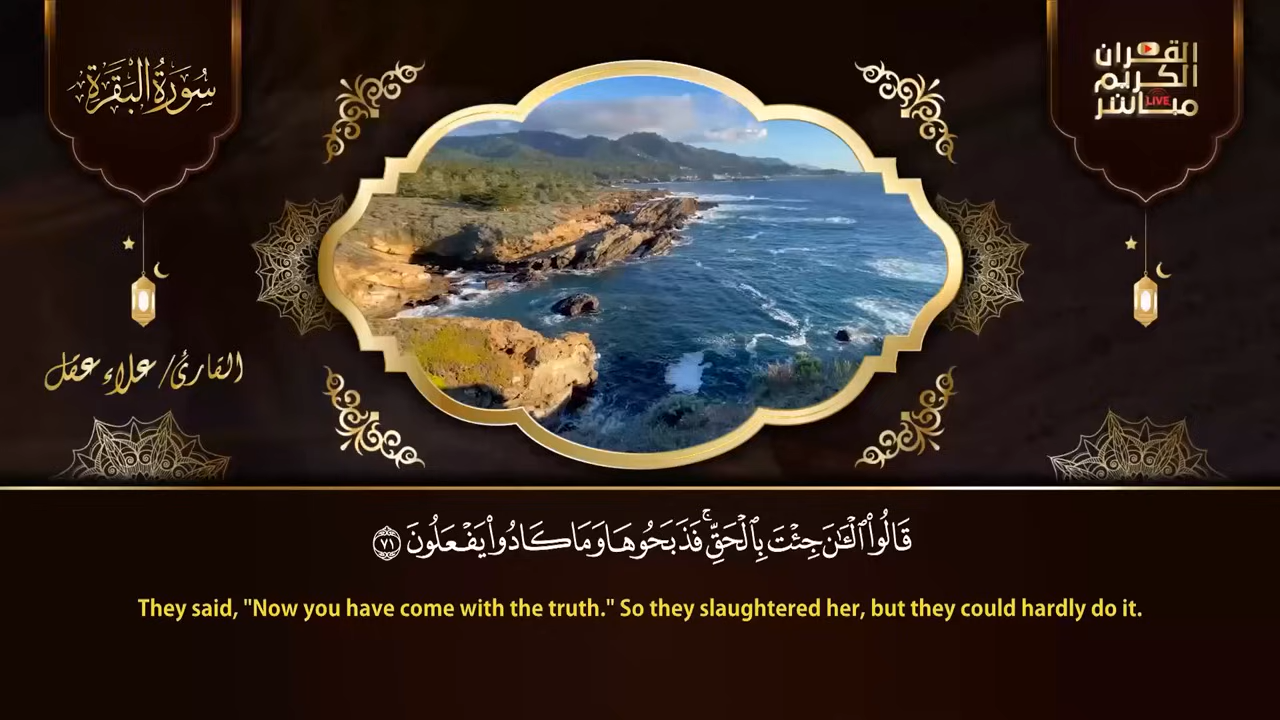 سُورَةُ البَقَرَةِ
القرآن
الكريم
مباشر
LIVE
القارئ/ علاء عقل
قَالُوا۟ ٱلْـَٰٔنَ جِئْتَ بِٱلْحَقِّ ۚ فَذَبَحُوهَا وَمَا كَادُوا۟ يَفْعَلُونَ ٧١
They said, "Now you have come with the truth." So they slaughtered her, but they could hardly do it.